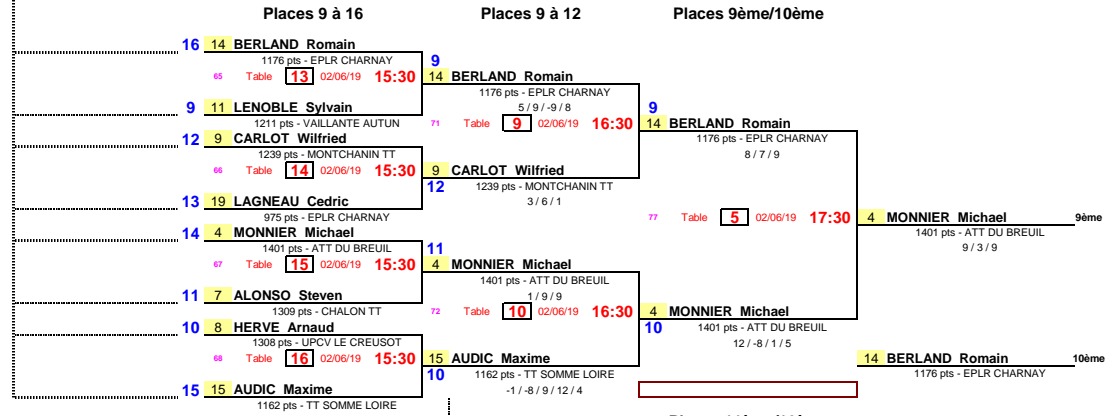 Places 9 à 16 Places 9 à 12 Places 9ème/10ème
16 14 BERLAND Romain
1176 pts - EPLR CHARNAY
9
65 Table 13 02/06/19 15:30 14 BERLAND Romain
1176 pts - EPLR CHARNAY
5 / 9 / -9 / 8
9 11 LENOBLE Sylvain 9
1211 pts - VAILLANTE AUTUN 71 Table 9 02/06/19 16:30 14 BERLAND Romain
12 9 CARLOT Wilfried 1176 pts - EPLR CHARNAY
1239 pts - MONTCHANIN TT 8 / 7 / 9
66 Table 14 02/06/19 15:30 9 CARLOT Wilfried
12 1239 pts - MONTCHANIN TT
3 / 6 / 1
13 19 LAGNEAU Cedric
975 pts - EPLR CHARNAY 77 Table 5 02/06/19 17:30 4 MONNIER Michael 9ème
14 4 MONNIER Michael 1401 pts - ATT DU BREUIL
1401 pts - ATT DU BREUIL 11 9 / 3 / 9
67 Table 15 02/06/19 15:30 4 MONNIER Michael
1401 pts - ATT DU BREUIL
11 7 ALONSO Steven 1 / 9 / 9
1309 pts - CHALON TT 72 Table 10 02/06/19 16:30 4 MONNIER Michael
10 8 HERVE Arnaud 10 1401 pts - ATT DU BREUIL
1308 pts - UPCV LE CREUSOT 12 / -8 / 1 / 5
68 Table 16 02/06/19 15:30 15 AUDIC Maxime 14 BERLAND Romain 10ème
10 1162 pts - TT SOMME LOIRE 1176 pts - EPLR CHARNAY
15 15 AUDIC Maxime -1 / -8 / 9 / 12 / 4
1162 pts - TT SOMME LOIRE